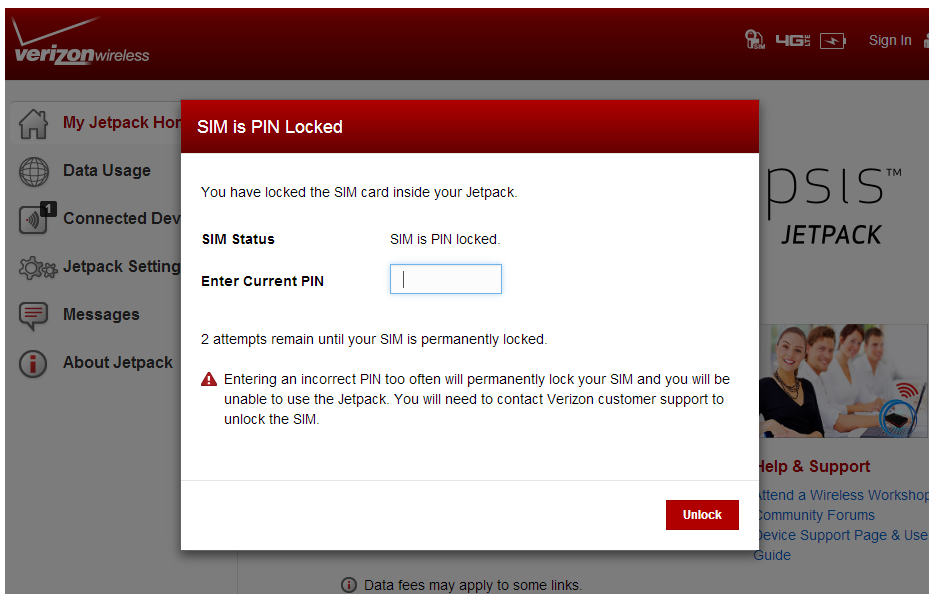 verizonwireless
SIM
4G LTE
Sign In
My Jetpack Hor
Data Usage
1
Connected Dev
Jetpack Setting
Messages
About Jetpack
SIM is PIN Locked
You have locked the SIM card inside your Jetpack.
SIM Status SIM is PIN locked.
Enter Current PIN
2 attempts remain until your SIM is permanently locked.
Entering an incorrect PIN too often will permanently lock your SIM and you will be
unable to use the Jetpack. You will need to contact Verizon customer support to
unlock the SIM.
Unlock
psis™
JETPACK
Help & Support
Attend a Wireless Workshop
Community Forums
Device Support Page & Use
Guide
Data fees may apply to some links.